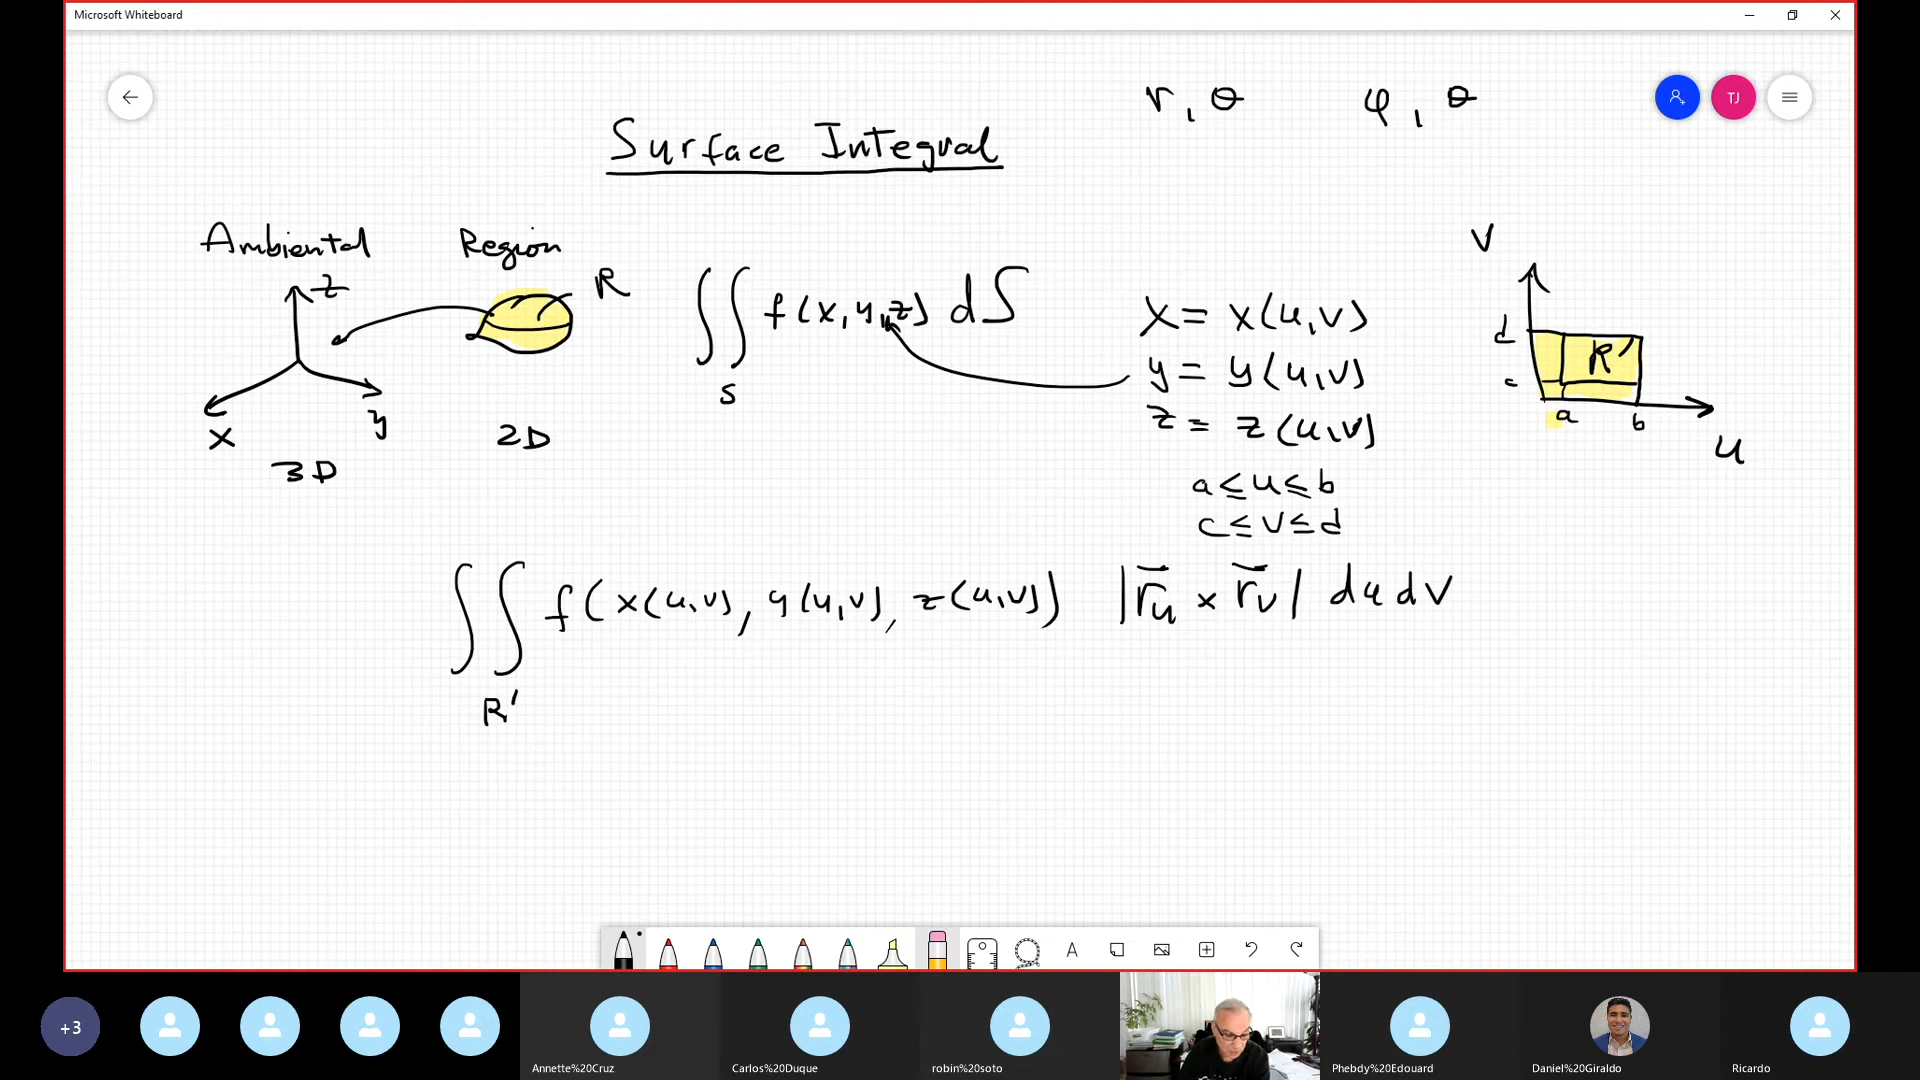 Microsoft Whiteboard
r, θ φ, θ
TJ
Surface Integral
Ambiental Región
z R
∬ f(x,y,z) dS
S
x y
3D 2D
x = x(u,v)
y = y(u,v)
z = z(u,v)
a ≤ u ≤ b
c ≤ v ≤ d
v
d R'
c
a b
u
∬ f(x(u,v), y(u,v), z(u,v)) |r̄u × r̄v| du dv
R'
A
+3
Annette%20Cruz Carlos%20Duque robin%20soto Phebdy%20Edouard Daniel%20Giraldo Ricardo